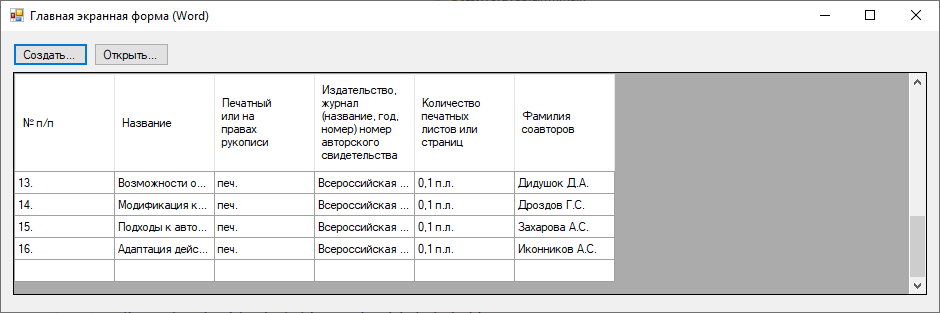 Главная экранная форма (Word)
Создать... Открыть...
№ п/п Название Печатный или на правах рукописи Издательство, журнал (название, год, номер) номер авторского свидетельства Количество печатных листов или страниц Фамилия соавторов
13. Возможности о... печ. Всероссийская ... 0,1 п.л. Дидушок Д.А.
14. Модификация к... печ. Всероссийская ... 0,1 п.л. Дроздов Г.С.
15. Подходы к авто... печ. Всероссийская ... 0,1 п.л. Захарова А.С.
16. Адаптация дейс... печ. Всероссийская ... 0,1 п.л. Иконников А.С.